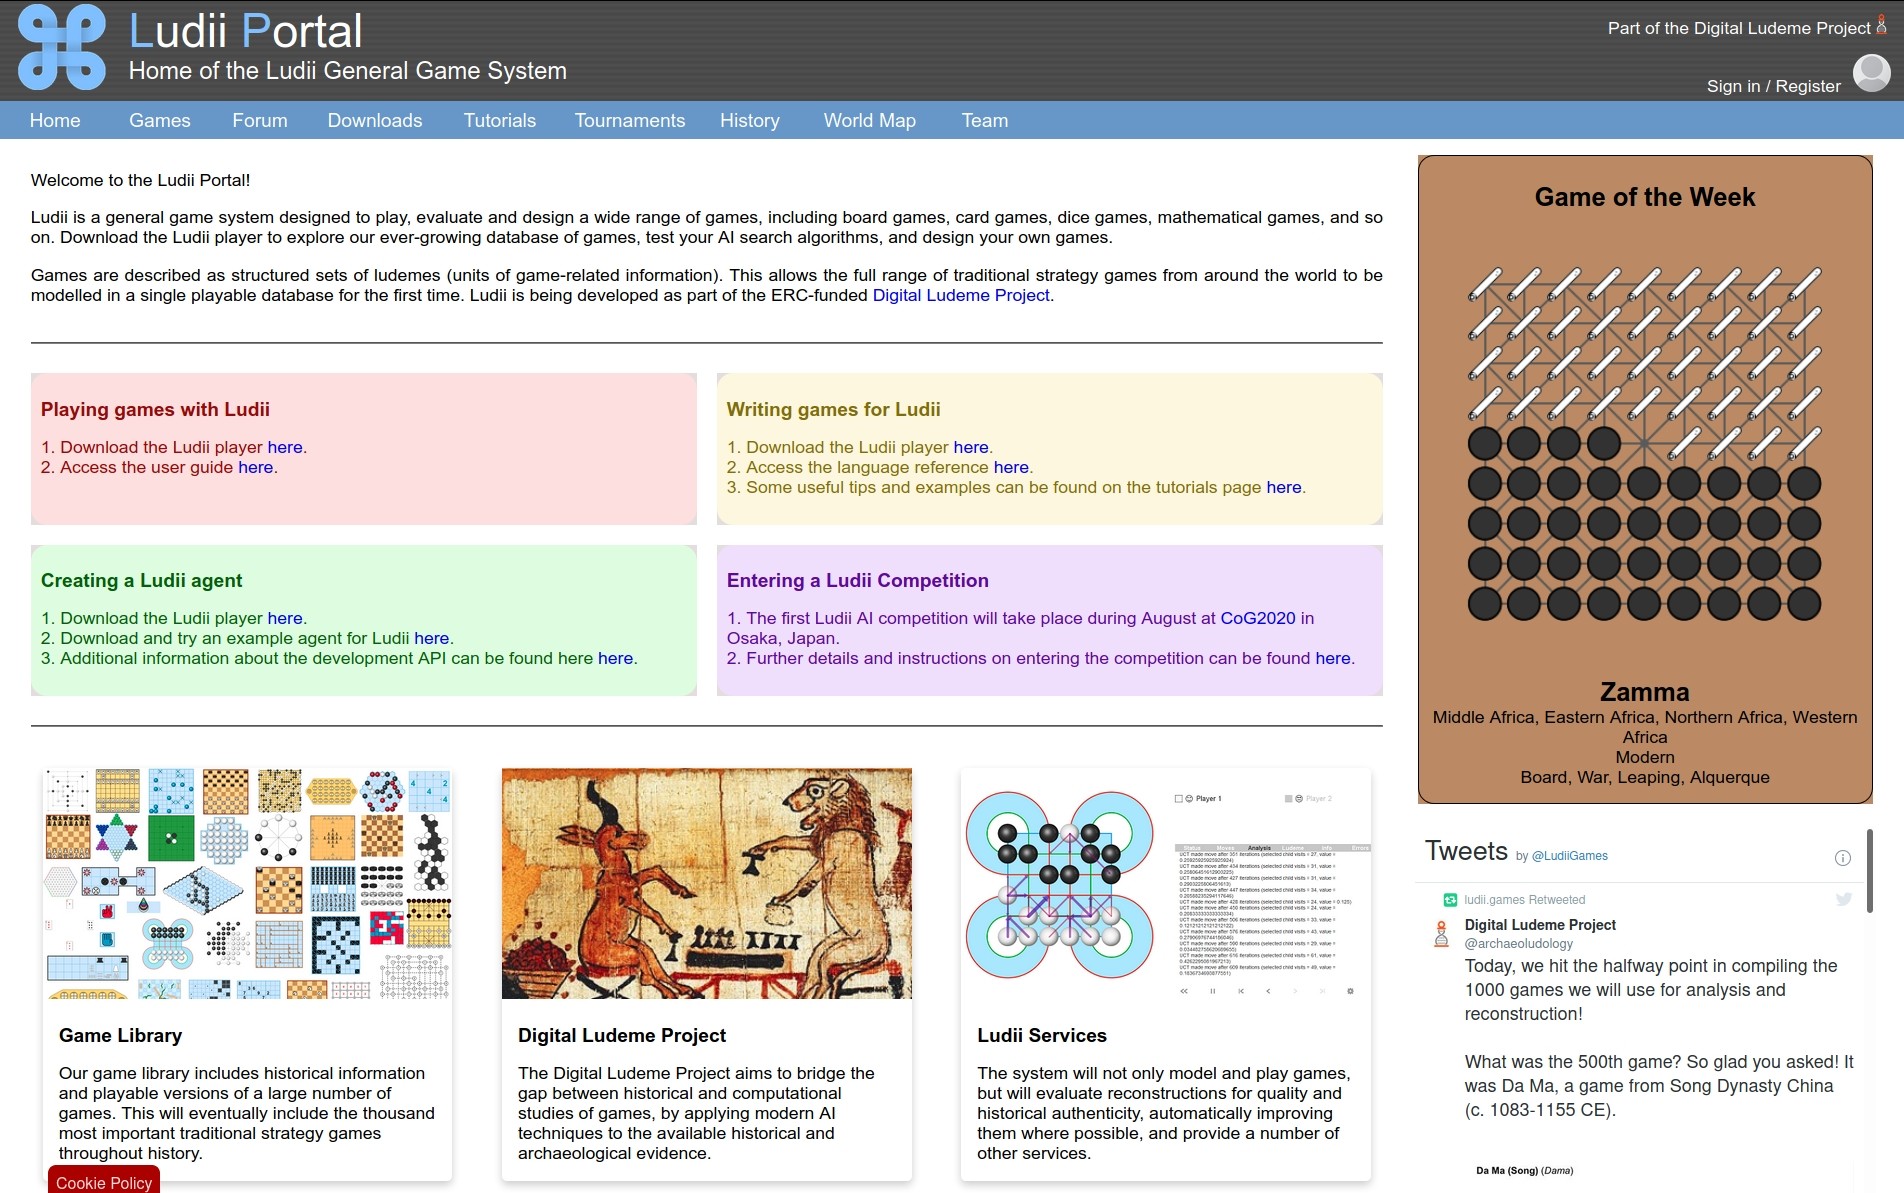 Ludii Portal
Home of the Ludii General Game System
Part of the Digital Ludeme Project
Sign in / Register
Home Games Forum Downloads Tutorials Tournaments History World Map Team
Welcome to the Ludii Portal!
Ludii is a general game system designed to play, evaluate and design a wide range of games, including board games, card games, dice games, mathematical games, and so
on. Download the Ludii player to explore our ever-growing database of games, test your AI search algorithms, and design your own games.
Games are described as structured sets of ludemes (units of game-related information). This allows the full range of traditional strategy games from around the world to be
modelled in a single playable database for the first time. Ludii is being developed as part of the ERC-funded Digital Ludeme Project.
Playing games with Ludii
1. Download the Ludii player here.
2. Access the user guide here.
Writing games for Ludii
1. Download the Ludii player here.
2. Access the language reference here.
3. Some useful tips and examples can be found on the tutorials page here.
Creating a Ludii agent
1. Download the Ludii player here.
2. Download and try an example agent for Ludii here.
3. Additional information about the development API can be found here here.
Entering a Ludii Competition
1. The first Ludii AI competition will take place during August at CoG2020 in
Osaka, Japan.
2. Further details and instructions on entering the competition can be found here.
Game Library
Our game library includes historical information
and playable versions of a large number of
games. This will eventually include the thousand
most important traditional strategy games
throughout history.
Cookie Policy
Digital Ludeme Project
The Digital Ludeme Project aims to bridge the
gap between historical and computational
studies of games, by applying modern AI
techniques to the available historical and
archaeological evidence.
Player 1
Player 2
Status Moves Analysis Ludeme Info Errors
Ludii Services
The system will not only model and play games,
but will evaluate reconstructions for quality and
historical authenticity, automatically improving
them where possible, and provide a number of
other services.
Game of the Week
Zamma
Middle Africa, Eastern Africa, Northern Africa, Western
Africa
Modern
Board, War, Leaping, Alquerque
Tweets by @LudiiGames
ludii.games Retweeted
Digital Ludeme Project
@archaeoludology
Today, we hit the halfway point in compiling the
1000 games we will use for analysis and
reconstruction!
What was the 500th game? So glad you asked! It
was Da Ma, a game from Song Dynasty China
(c. 1083-1155 CE).
Da Ma (Song) (Dama)